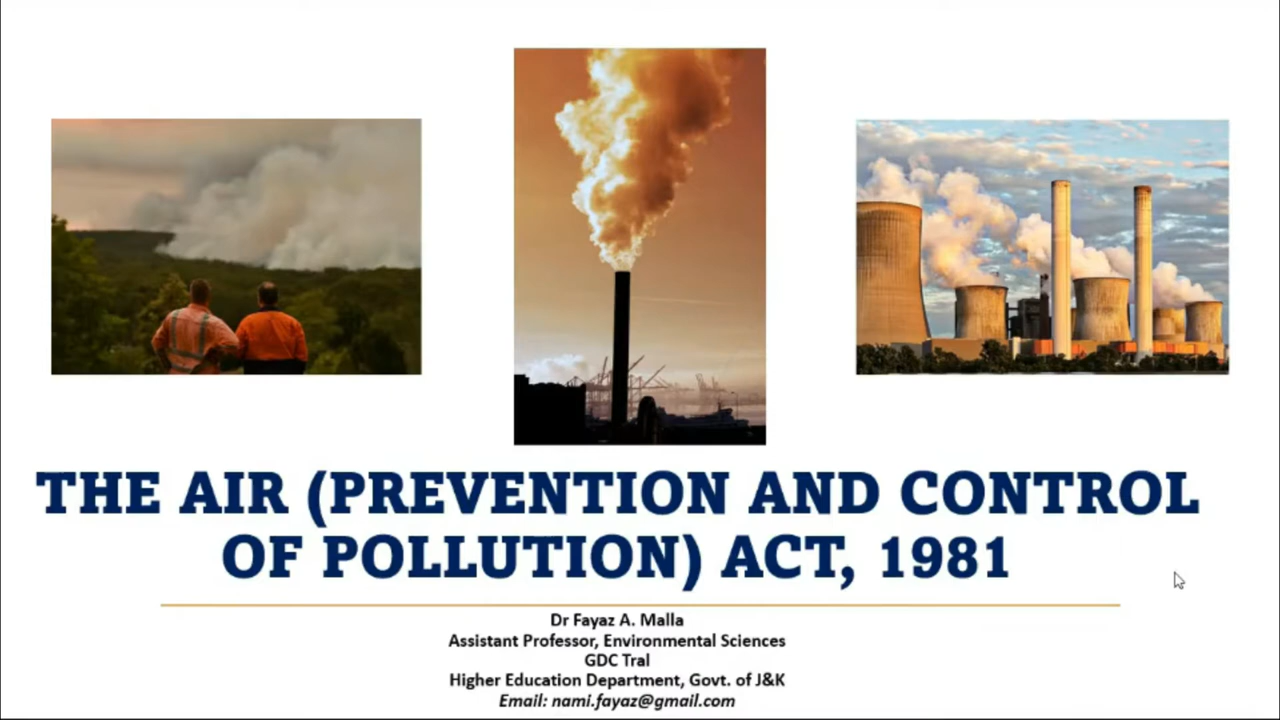 THE AIR (PREVENTION AND CONTROL
OF POLLUTION) ACT, 1981
Dr Fayaz A. Malla
Assistant Professor, Environmental Sciences
GDC Tral
Higher Education Department, Govt. of J&K
Email: nami.fayaz@gmail.com